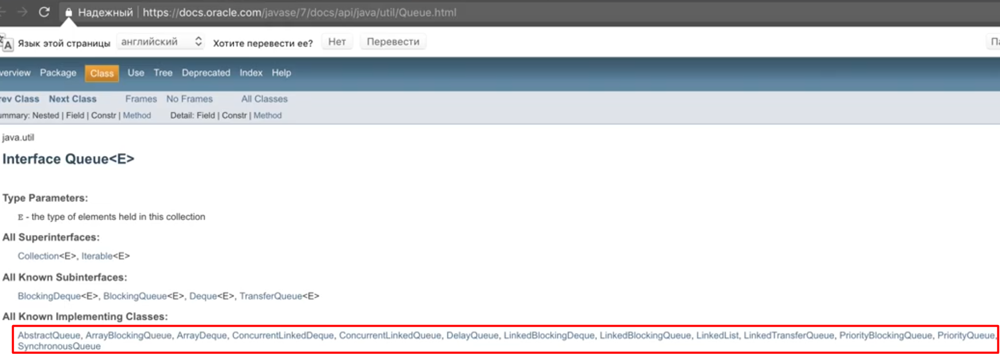 Надежный | https://docs.oracle.com/javase/7/docs/api/java/util/Queue.html
Язык этой страницы английский Хотите перевести ее? Нет Перевести
Package Class Use Tree Deprecated Index Help
Class Next Class Frames No Frames All Classes
Nested | Field | Constr | Method Detail: Field | Constr | Method
java.util
Interface Queue<E>
Type Parameters:
E - the type of elements held in this collection
All Superinterfaces:
Collection<E>, Iterable<E>
All Known Subinterfaces:
BlockingDeque<E>, BlockingQueue<E>, Deque<E>, TransferQueue<E>
All Known Implementing Classes:
AbstractQueue, ArrayBlockingQueue, ArrayDeque, ConcurrentLinkedDeque, ConcurrentLinkedQueue, DelayQueue, LinkedBlockingDeque, LinkedBlockingQueue, LinkedList, LinkedTransferQueue, PriorityBlockingQueue, PriorityQueue,
SynchronousQueue